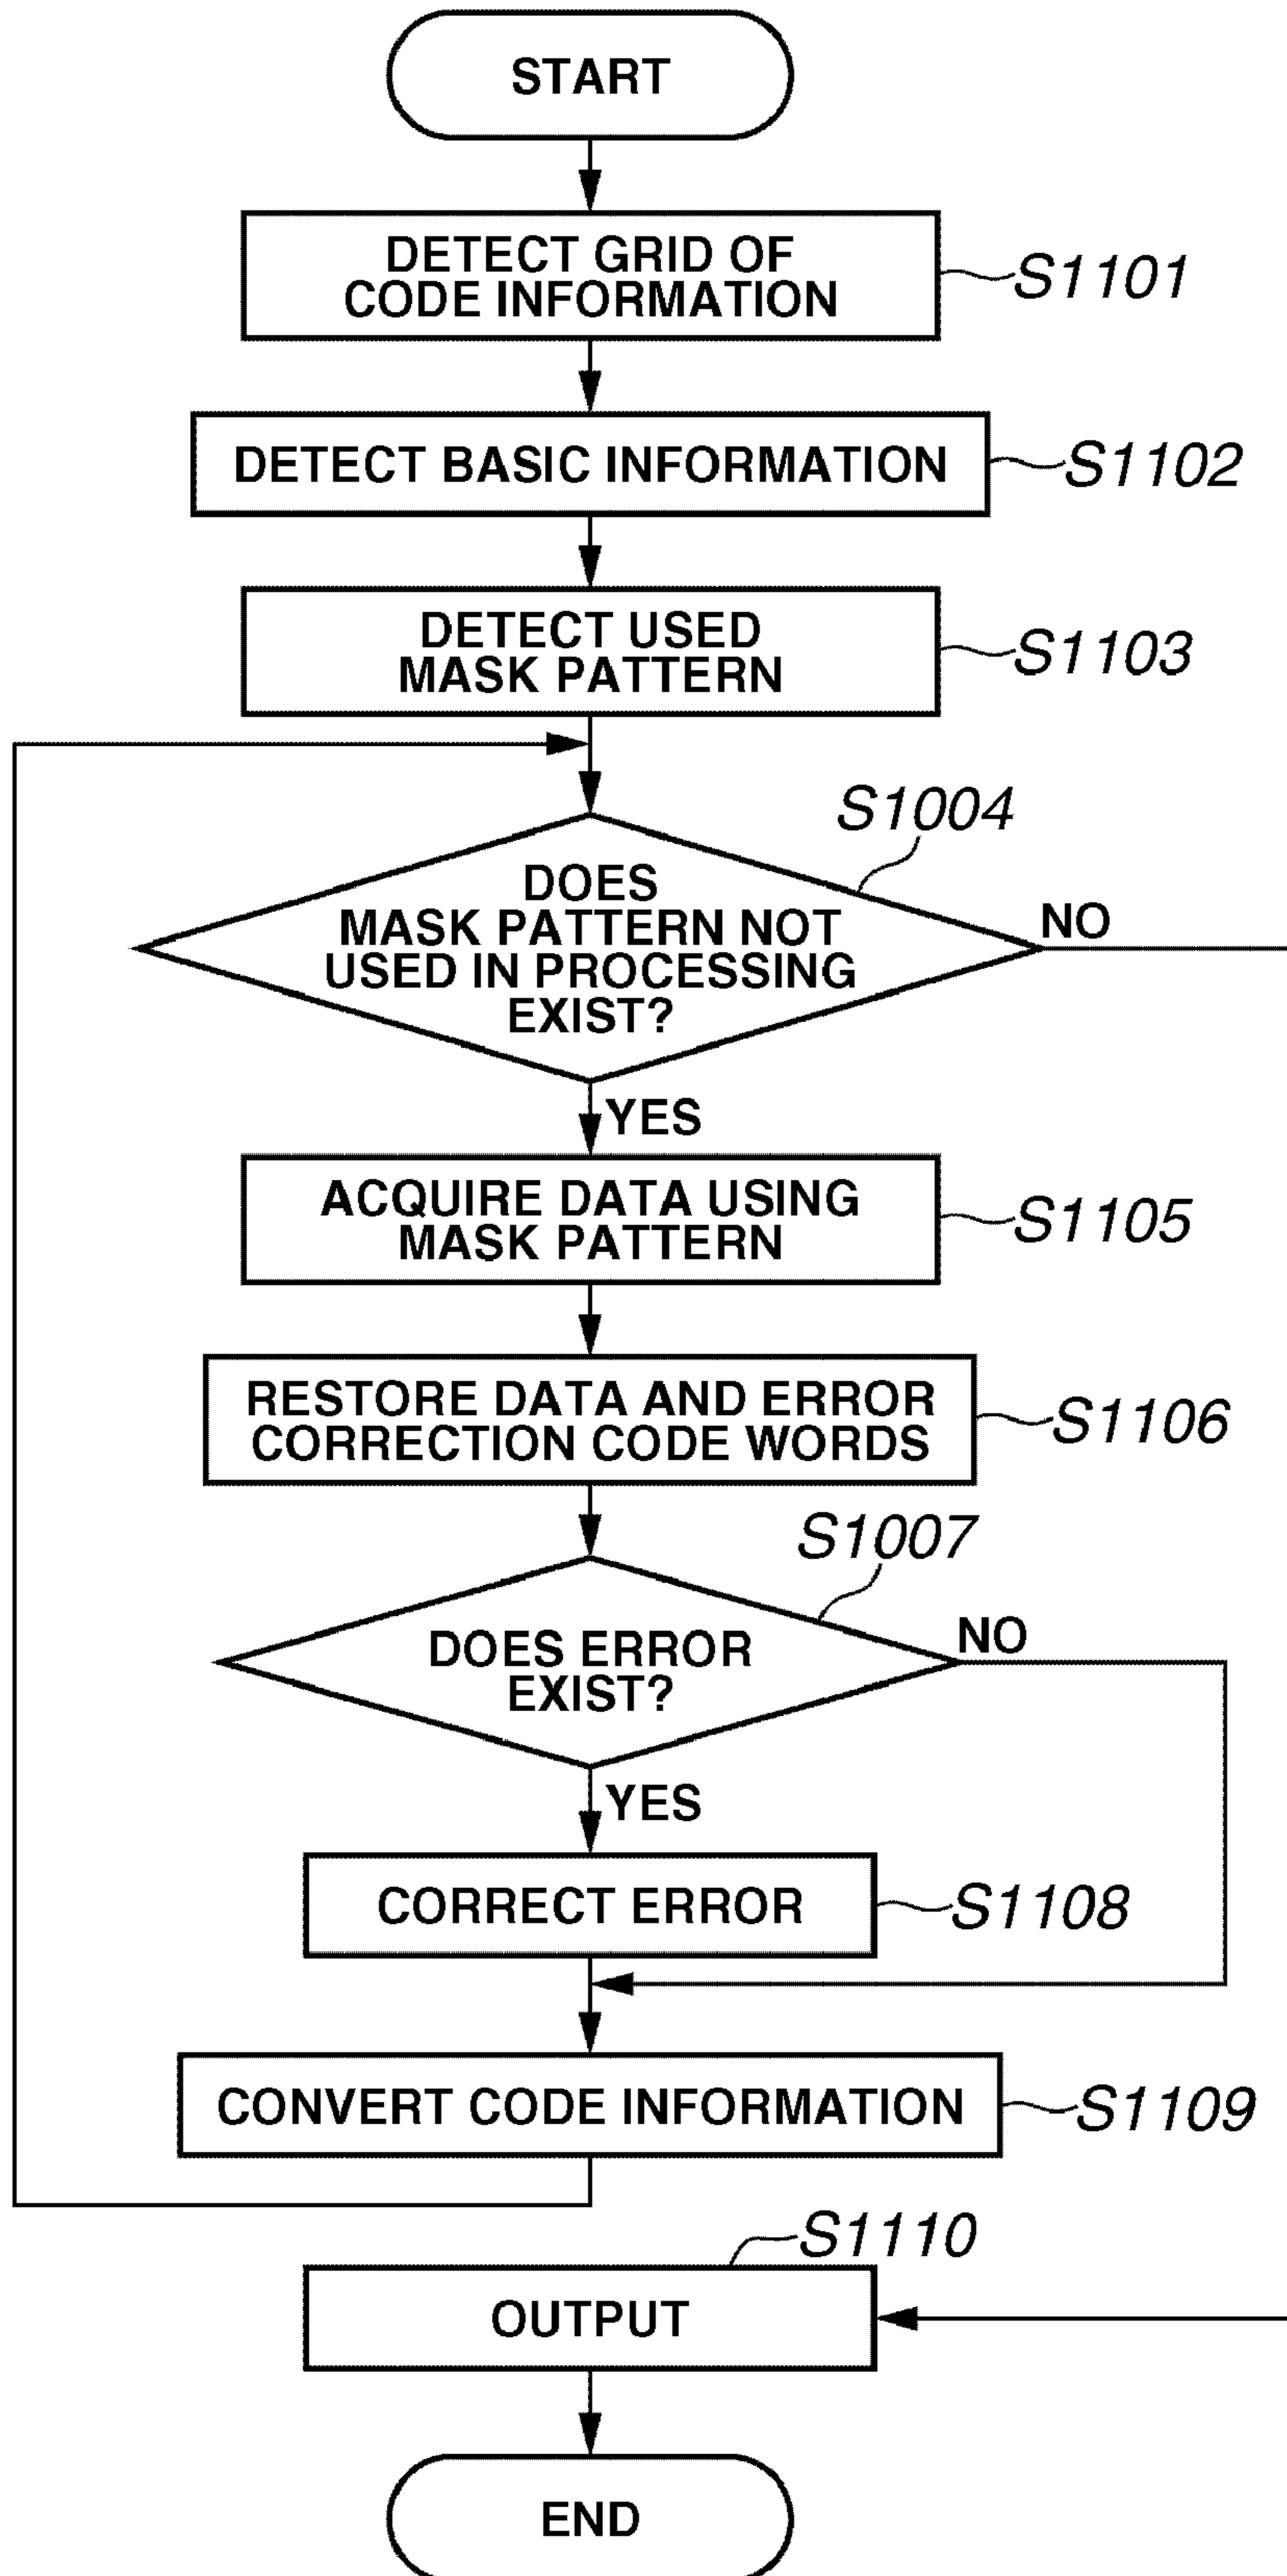 START
DETECT GRID OF
CODE INFORMATION
S1101
DETECT BASIC INFORMATION
S1102
DETECT USED
MASK PATTERN
S1103
S1004
DOES
MASK PATTERN NOT
USED IN PROCESSING
EXIST?
NO
YES
ACQUIRE DATA USING
MASK PATTERN
S1105
RESTORE DATA AND ERROR
CORRECTION CODE WORDS
S1106
S1007
DOES ERROR
EXIST?
NO
YES
CORRECT ERROR
S1108
CONVERT CODE INFORMATION
S1109
S1110
OUTPUT
END